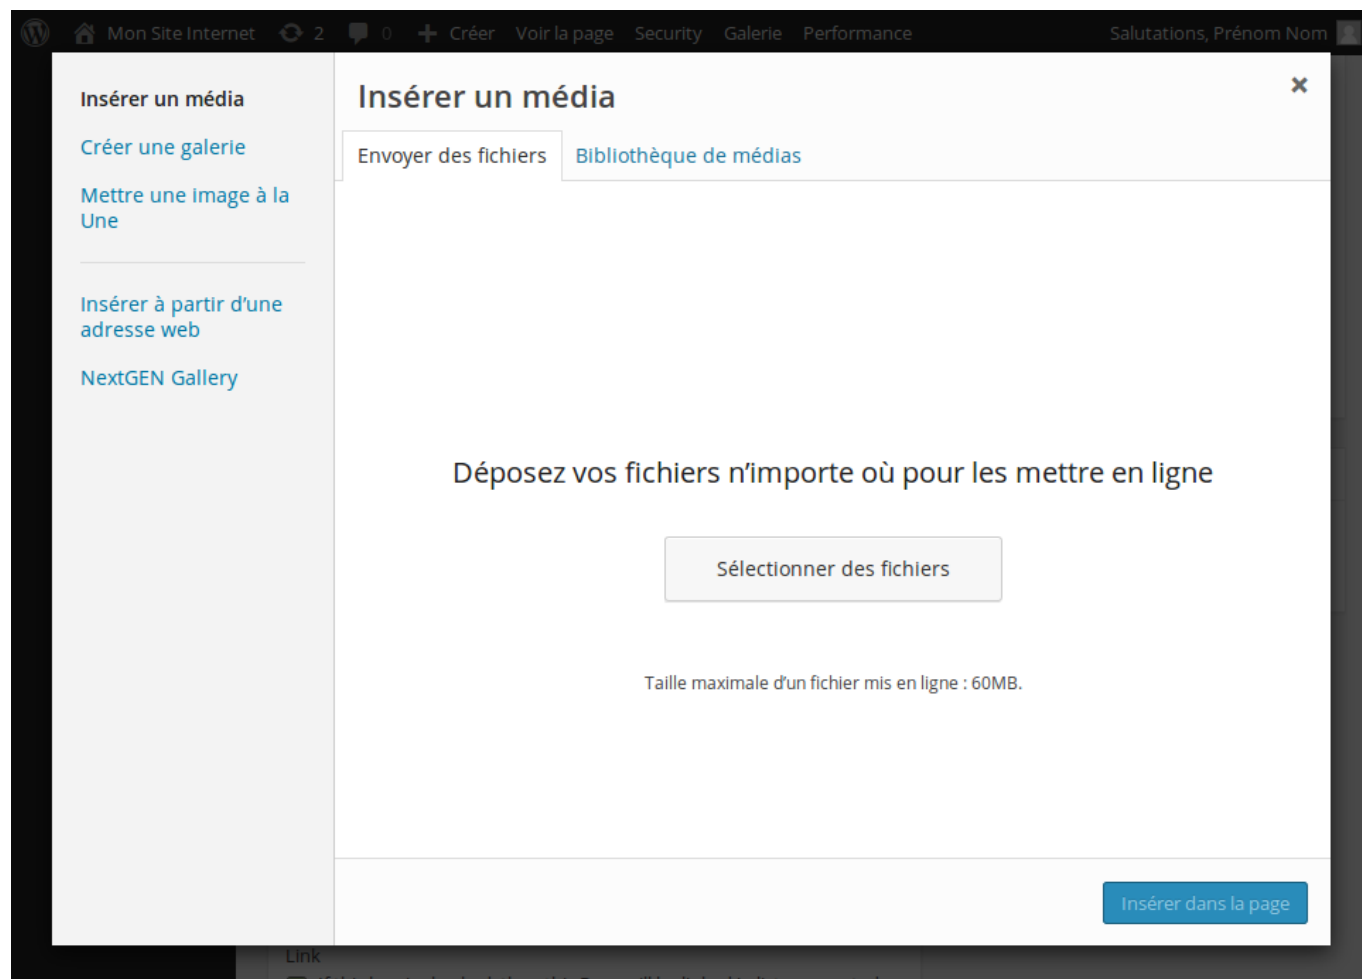 Mon Site Internet 2 0 Créer Voir la page Security Galerie Performance Salutations, Prénom Nom
Insérer un média
Créer une galerie
Mettre une image à la
Une
Insérer à partir d’une
adresse web
NextGEN Gallery
Insérer un média
Envoyer des fichiers Bibliothèque de médias
Déposez vos fichiers n’importe où pour les mettre en ligne
Sélectionner des fichiers
Taille maximale d’un fichier mis en ligne : 60MB.
Insérer dans la page
Link